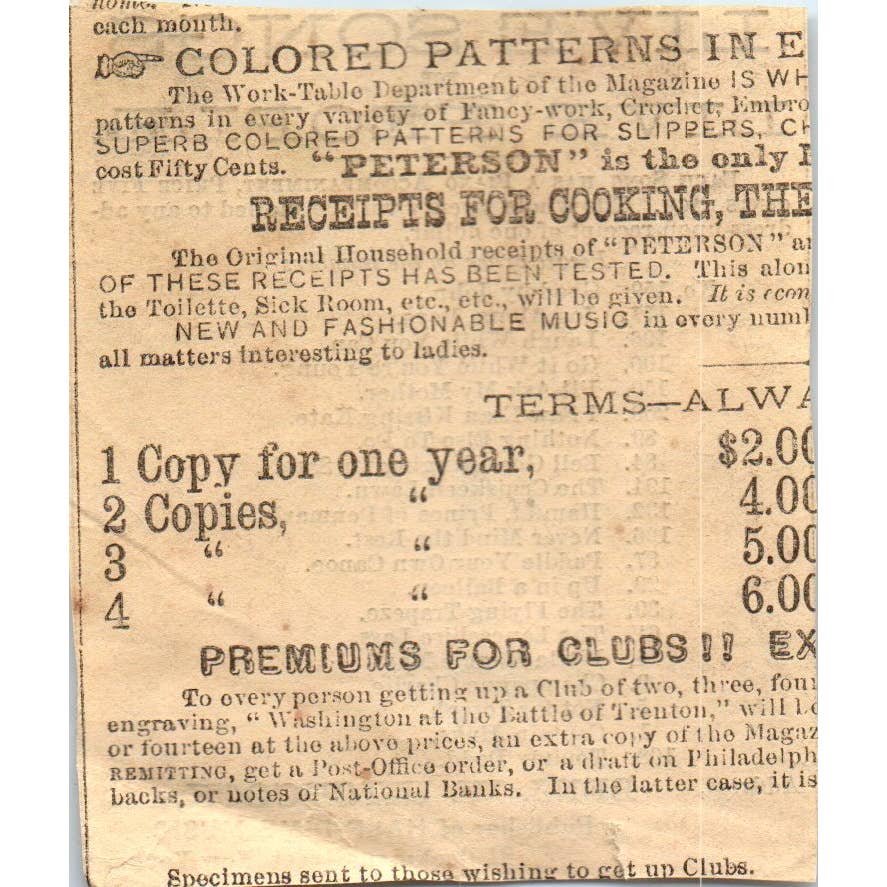 each month.
COLORED PATTERNS IN E
The Work-Table Department of the Magazine IS WH
patterns in every variety of Fancy-work, Crochet, Embro
SUPERB COLORED PATTERNS FOR SLIPPERS, CH
cost Fifty Cents. "PETERSON" is the only
RECEIPTS FOR COOKING, THE
The Original Household receipts of "PETERSON" a
OF THESE RECEIPTS HAS BEEN TESTED. This alon
the Toilette, Sick Room, etc., etc., will be given. It is econ
NEW AND FASHIONABLE MUSIC in every numb
all matters interesting to ladies.
TERMS—ALWA
1 Copy for one year, $2.00
2 Copies, " 4.00
3 " " 5.00
4 " " 6.00
PREMIUMS FOR CLUBS!! EX
To every person getting up a Club of two, three, four
engraving, "Washington at the Battle of Trenton," will be
or fourteen at the above prices, an extra copy of the Magaz
REMITTING, get a Post-Office order, or a draft on Philadelph
backs, or notes of National Banks. In the latter case, it is
Specimens sent to those wishing to get up Clubs.